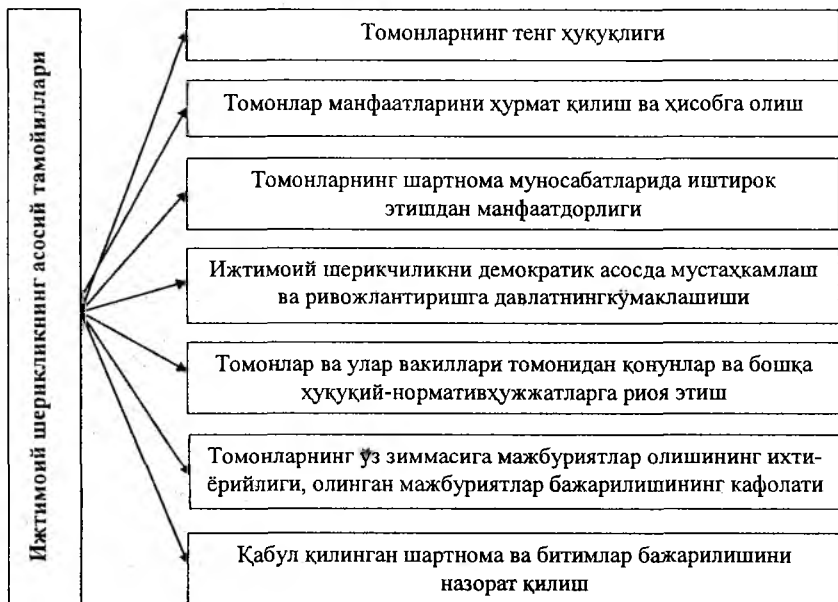 Ижтимоий шерикликнинг асосий тамойиллари
Томонларнинг тенг ҳуқуқлиги
Томонлар манфаатларини ҳурмат қилиш ва ҳисобга олиш
Томонларнинг шартнома муносабатларида иштирок
этишдан манфаатдорлиги
Ижтимоий шерикчиликни демократик асосда мустаҳкамлаш
ва ривожлантиришга давлатнингкўмаклашиши
Томонлар ва улар вакиллари томонидан қонунлар ва бошқа
ҳуқуқий-нормативҳужжатларга риоя этиш
Томонларнинг ўз зиммасига мажбуриятлар олишининг ихти-
ёрийлиги, олинган мажбуриятлар бажарилишининг кафолати
Қабул қилинган шартнома ва битимлар бажарилишини
назорат қилиш